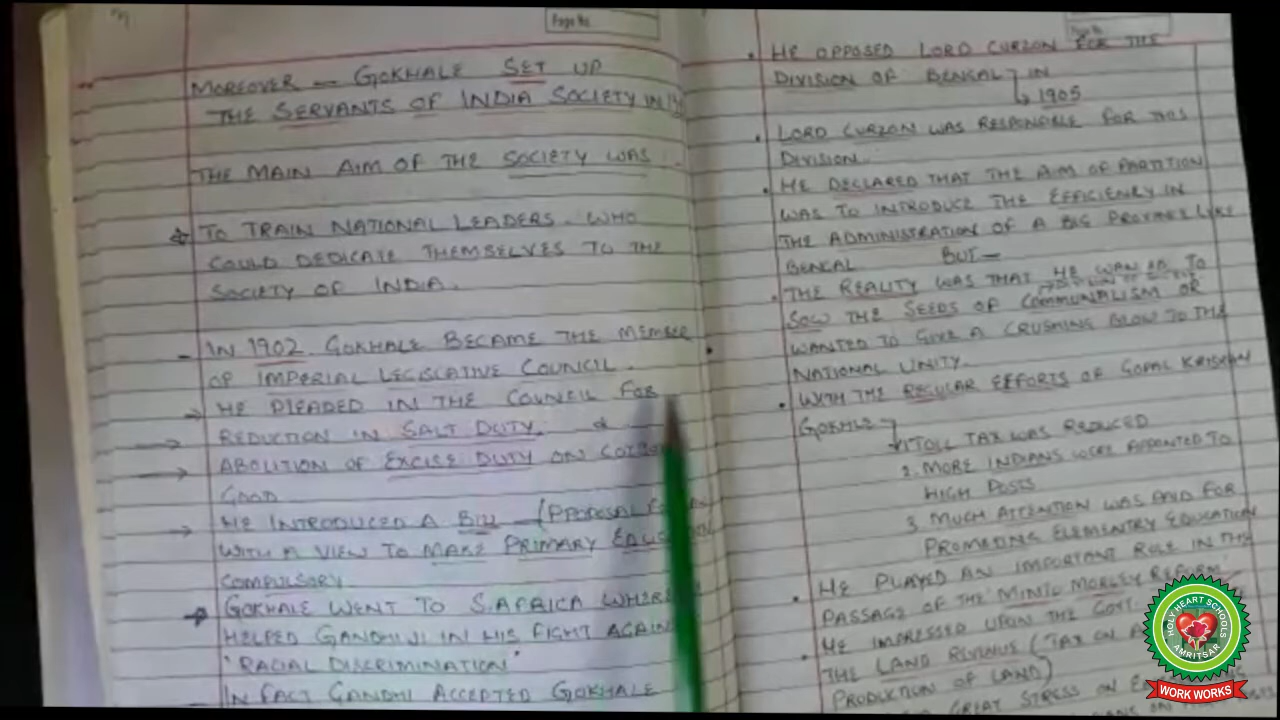 Page No.
MOREOVER — GOKHALE SET UP
THE SERVANTS OF INDIA SOCIETY IN
THE MAIN AIM OF THE SOCIETY WAS
TO TRAIN NATIONAL LEADERS. WHO
COULD DEDICATE THEMSELVES TO THE
SOCIETY OF INDIA.
- IN 1902 GOKHALE BECAME THE MEMBER
OF IMPERIAL LEGISLATIVE COUNCIL.
→ HE PLEADED IN THE COUNCIL FOR
→ REDUCTION IN SALT DUTY. &
→ ABOLITION OF EXCISE DUTY ON
GOOD
→ HE INTRODUCED A BILL — (PROPOSAL
WITH A VIEW TO MAKE PRIMARY
COMPULSORY
→ GOKHALE WENT TO S. AFRICA
HELPED GANDHIJI IN HIS FIGHT
"RACIAL DISCRIMINATION"
IN FACT GANDHI ACCEPTED GOKHALE
Page No.
• HE OPPOSED LORD CURZON FOR THE
DIVISION OF BENGAL IN
↳ 1905
• LORD CURZON WAS RESPONSIBLE FOR THIS
DIVISION.
• HE DECLARED THAT THE AIM OF PARTITION
WAS TO INTRODUCE THE EFFICIENCY IN
THE ADMINISTRATION OF A BIG PROVINCE LIKE
BENGAL BUT —
• THE REALITY WAS THAT HE WANTED TO
SOW THE SEEDS OF COMMUNALISM OR
WANTED TO GIVE A CRUSHING BLOW TO THE
NATIONAL UNITY.
• WITH THE REGULAR EFFORTS OF GOPAL KRISHAN
GOKHLE
1 TOLL TAX WAS REDUCED
2. MORE INDIANS WERE APPOINTED TO
HIGH POSTS
3. MUCH ATTENTION WAS PAID FOR
PROMOTING ELEMENTRY EDUCATION
• HE PLAYED AN IMPORTANT ROLE IN THE
PASSAGE OF THE "MINTO MORLEY REFORM"
• HE IMPRESSED UPON THE GOVT.
THE LAND REVENUE (TAX ON
PRODUCTION OF LAND)
GREAT STRESS ON
HOLY HEART SCHOOLS
AMRITSAR
WORK WORKS